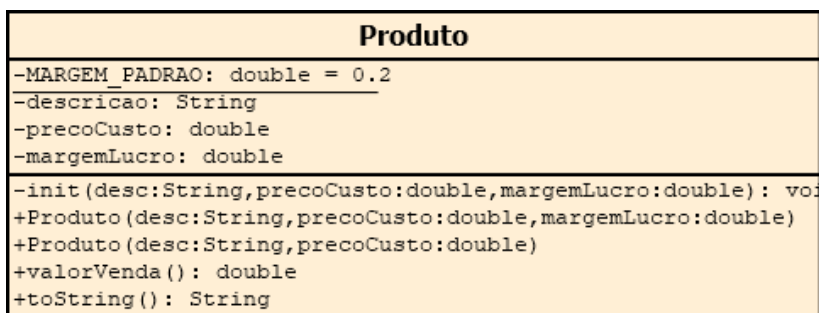 Produto
-MARGEM_PADRAO: double = 0.2
-descricao: String
-precoCusto: double
-margemLucro: double
-init(desc:String,precoCusto:double,margemLucro:double): voi
+Produto(desc:String,precoCusto:double,margemLucro:double)
+Produto(desc:String,precoCusto:double)
+valorVenda(): double
+toString(): String